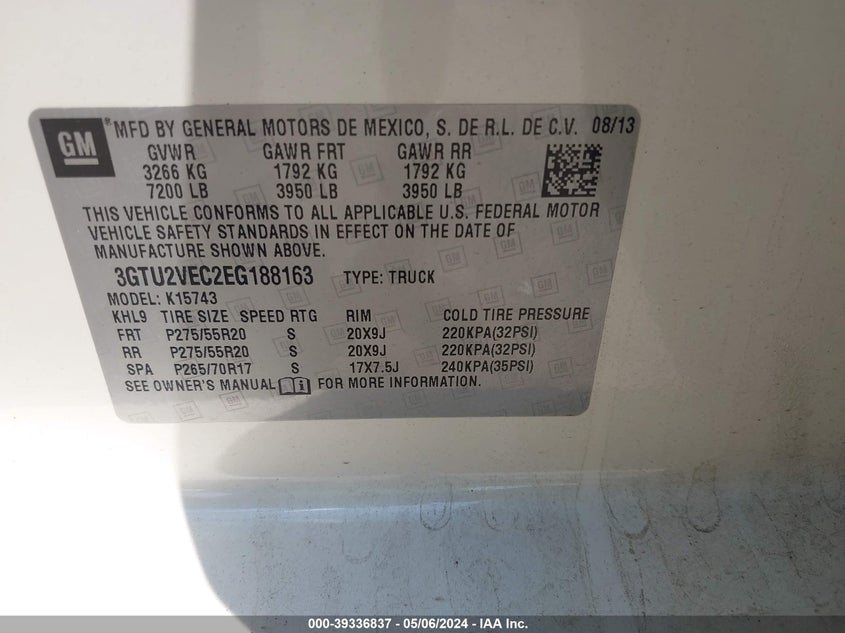 GM ® MFD BY GENERAL MOTORS DE MEXICO, S. DE R.L. DE C.V. 08/13
GVWR GAWR FRT GAWR RR
3266 KG 1792 KG 1792 KG
7200 LB 3950 LB 3950 LB
THIS VEHICLE CONFORMS TO ALL APPLICABLE U.S. FEDERAL MOTOR
VEHICLE SAFETY STANDARDS IN EFFECT ON THE DATE OF
MANUFACTURE SHOWN ABOVE.
3GTU2VEC2EG188163 TYPE: TRUCK
MODEL: K15743
KHL9 TIRE SIZE SPEED RTG RIM COLD TIRE PRESSURE
FRT P275/55R20 S 20X9J 220KPA(32PSI)
RR P275/55R20 S 20X9J 220KPA(32PSI)
SPA P265/70R17 S 17X7.5J 240KPA(35PSI)
SEE OWNER'S MANUAL FOR MORE INFORMATION.
000-39336837 - 05/06/2024 - IAA Inc.